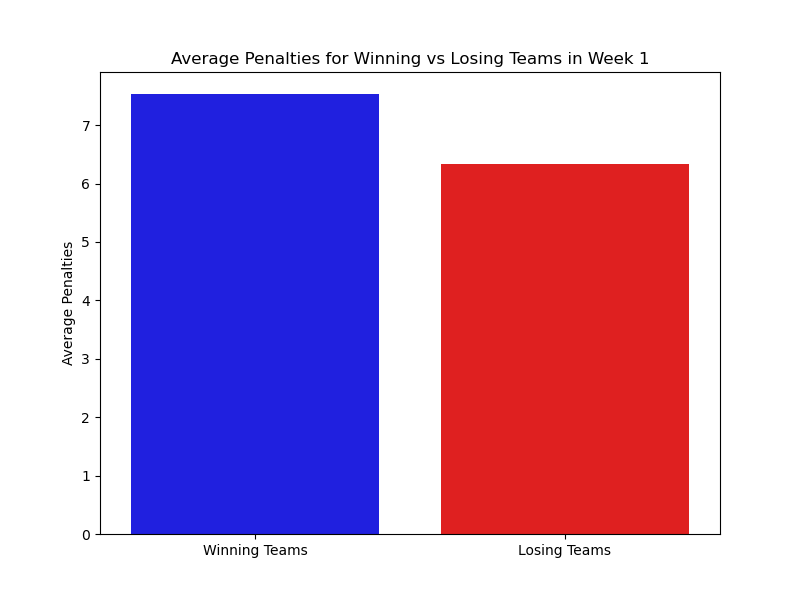 Average Penalties for Winning vs Losing Teams in Week 1
Average Penalties
7
6
5
4
3
2
1
0
Winning Teams
Losing Teams